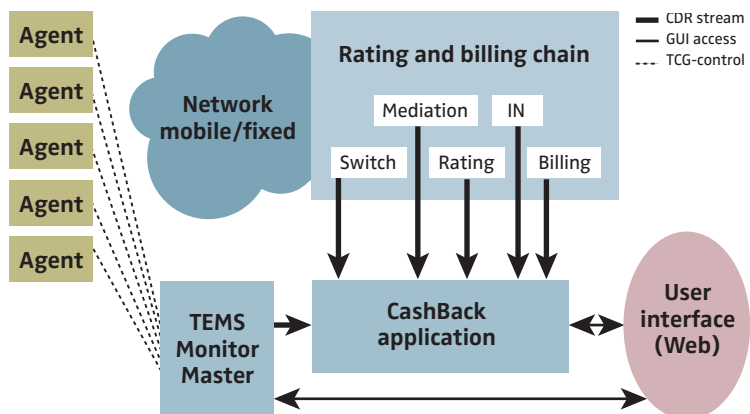 Agent
Agent
Agent
Agent
Agent
Network
mobile/fixed
Rating and billing chain
Mediation
IN
Switch
Rating
Billing
CDR stream
GUI access
TCG-control
TEMS
Monitor
Master
CashBack
application
User
interface
(Web)